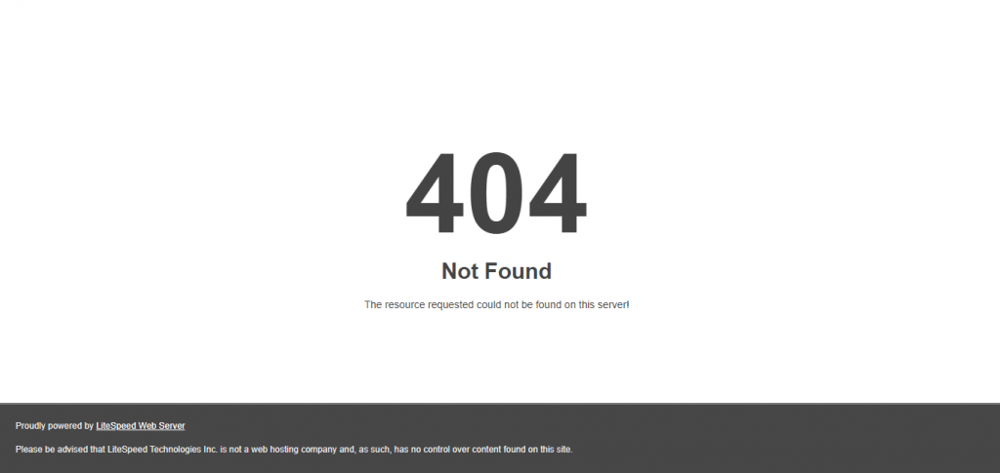 404
Not Found
The resource requested could not be found on this server!
Proudly powered by LiteSpeed Web Server
Please be advised that LiteSpeed Technologies Inc. is not a web hosting company and, as such, has no control over content found on this site.